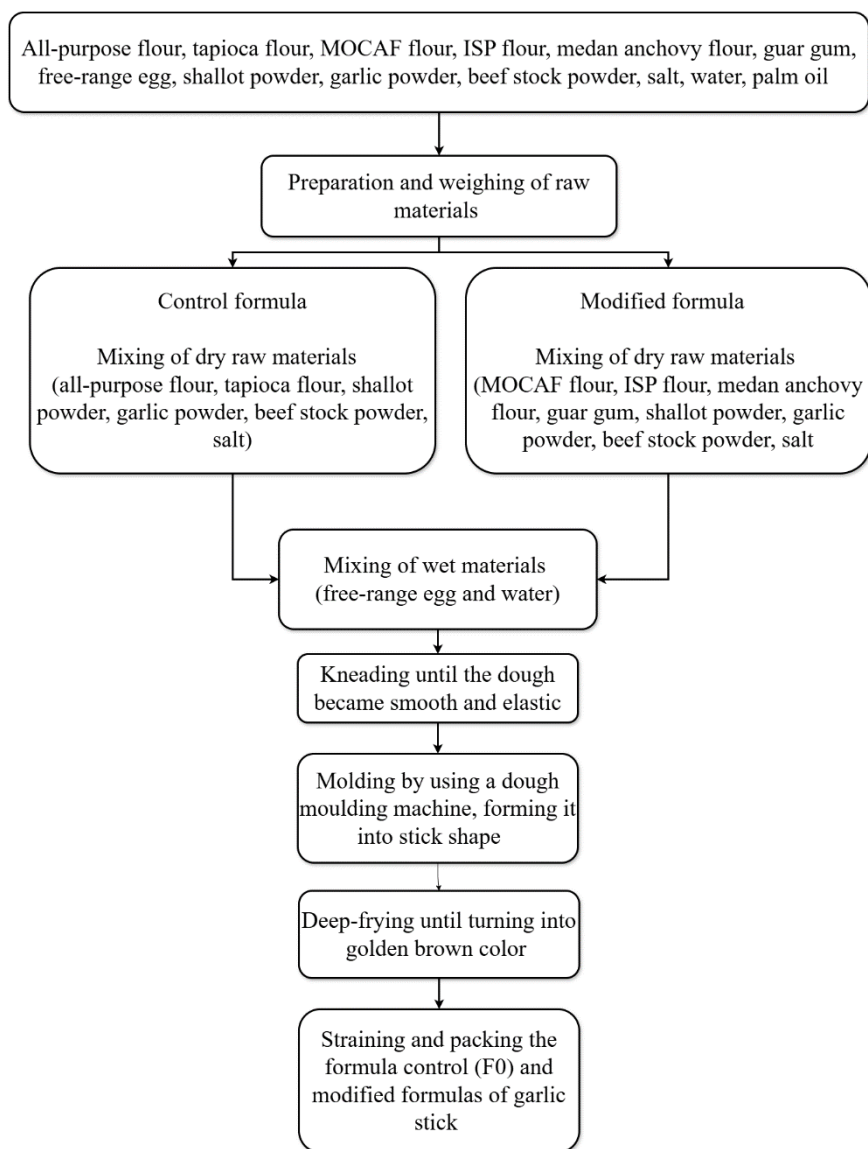 All-purpose flour, tapioca flour, MOCAF flour, ISP flour, medan anchovy flour, guar gum,
free-range egg, shallot powder, garlic powder, beef stock powder, salt, water, palm oil
Preparation and weighing of raw
materials
Control formula
Mixing of dry raw materials
(all-purpose flour, tapioca flour, shallot
powder, garlic powder, beef stock powder,
salt)
Modified formula
Mixing of dry raw materials
(MOCAF flour, ISP flour, medan anchovy
flour, guar gum, shallot powder, garlic
powder, beef stock powder, salt
Mixing of wet materials
(free-range egg and water)
Kneading until the dough
became smooth and elastic
Molding by using a dough
moulding machine, forming it
into stick shape
Deep-frying until turning into
golden brown color
Straining and packing the
formula control (F0) and
modified formulas of garlic
stick